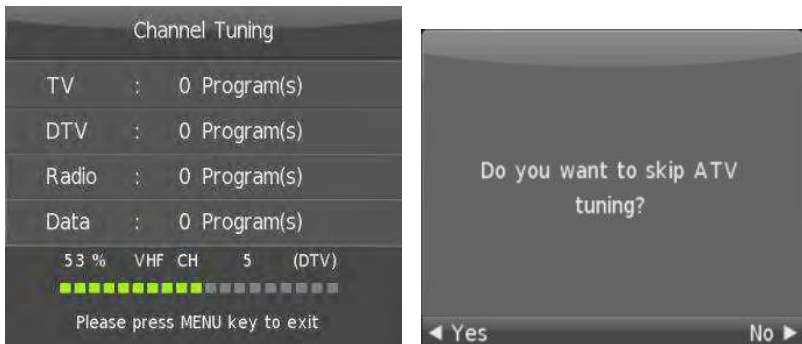 Channel Tuning
TV : 0 Program(s)
DTV : 0 Program(s)
Radio : 0 Program(s)
Data : 0 Program(s)
53 % VHF CH 5 (DTV)
Please press MENU key to exit
Do you want to skip ATV
tuning?
◀ Yes No ▶